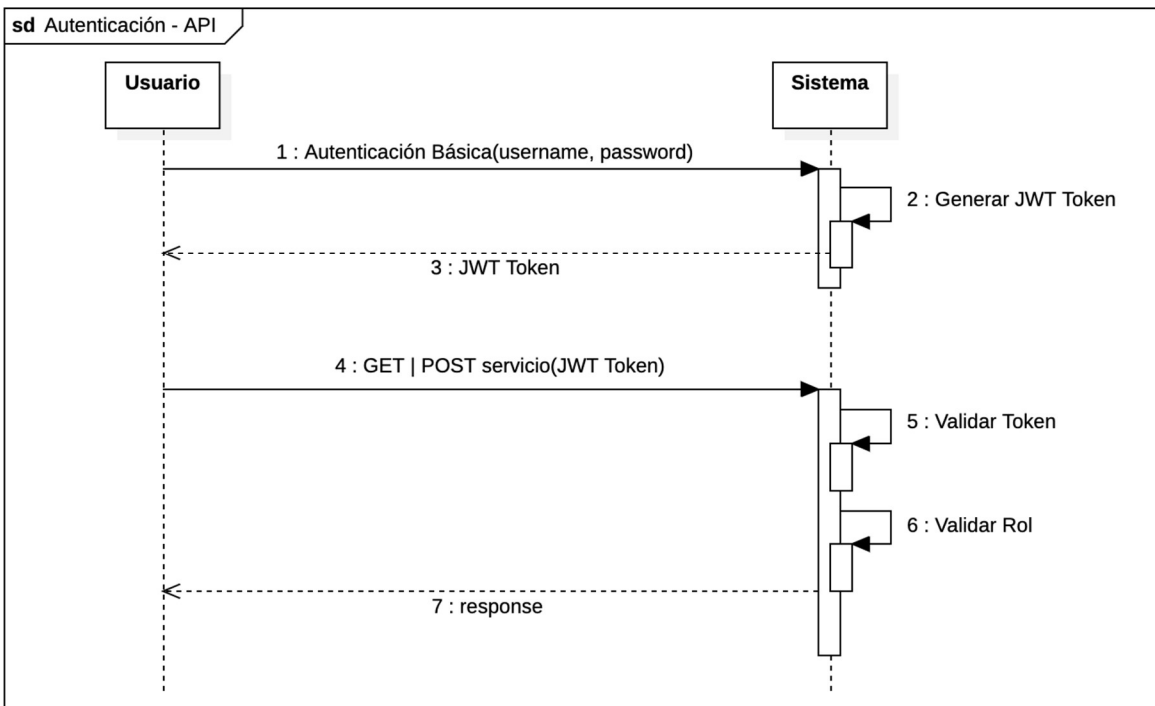 sd Autenticación - API
Usuario
Sistema
1 : Autenticación Básica(username, password)
2 : Generar JWT Token
3 : JWT Token
4 : GET | POST servicio(JWT Token)
5 : Validar Token
6 : Validar Rol
7 : response